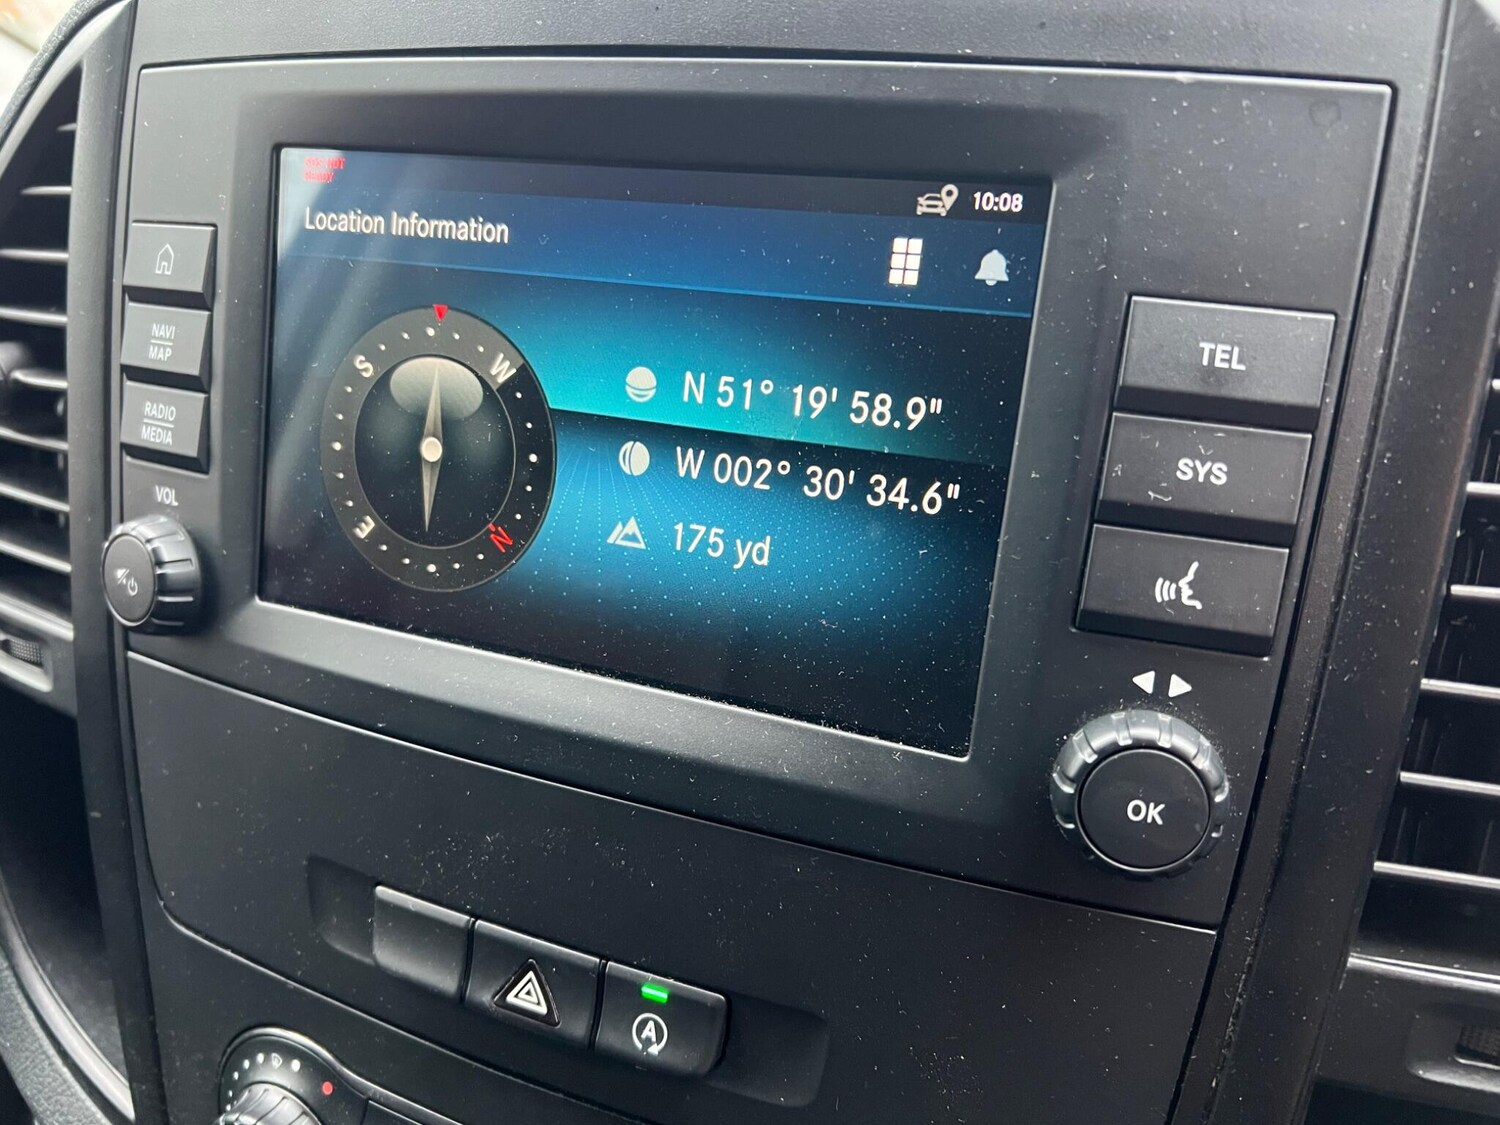 10:08
Location Information
S
W
E
N
N 51° 19' 58.9"
W 002° 30' 34.6"
175 yd
NAVI
MAP
RADIO
MEDIA
VOL
TEL
SYS
OK
A